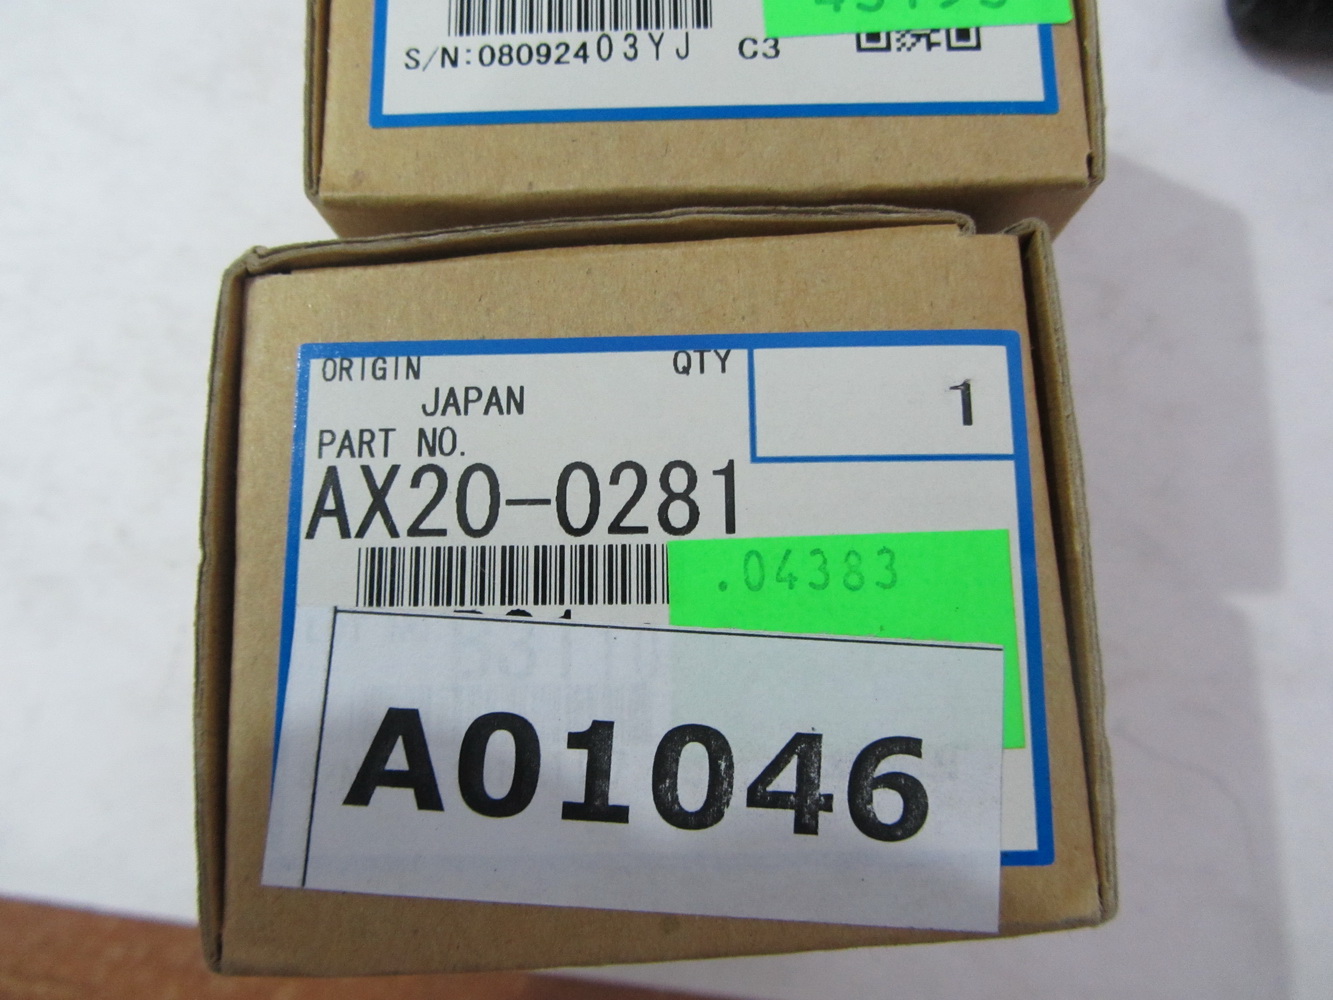 S/N:08092403YJ C3
ORIGIN QTY
JAPAN 1
PART NO.
AX20-0281
.04383
A01046